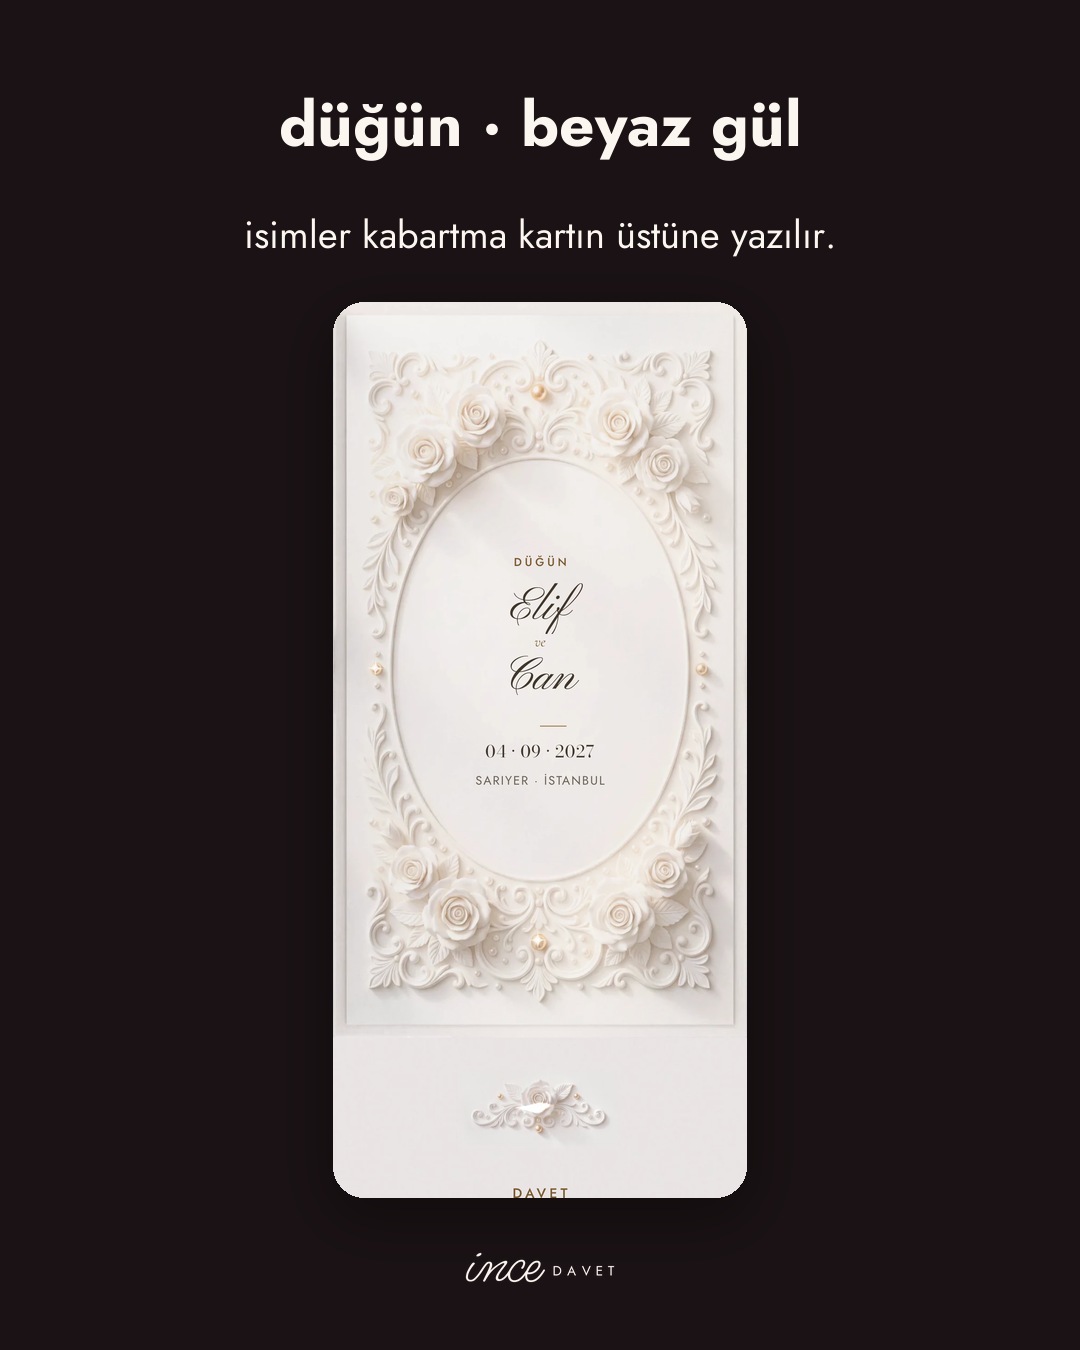 düğün · beyaz gül
isimler kabartma kartın üstüne yazılır.
DÜĞÜN
Elif
ve
Can
04 · 09 · 2027
SARIYER · İSTANBUL
DAVET
ince DAVET